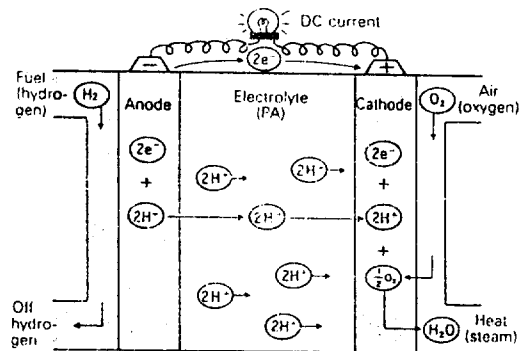 DC current
−
2e⁻
+
Fuel
(hydro-
gen)
H₂
Anode
Electrolyte
(PA)
Cathode
O₂
Air
(oxygen)
2e⁻
+
2H⁺
2H⁺
2H⁺
2H⁺
2H⁺
2H⁺
2H⁺
2e⁻
+
2H⁺
+
½O₂
Off
hydro-
gen
H₂O
Heat
(steam)